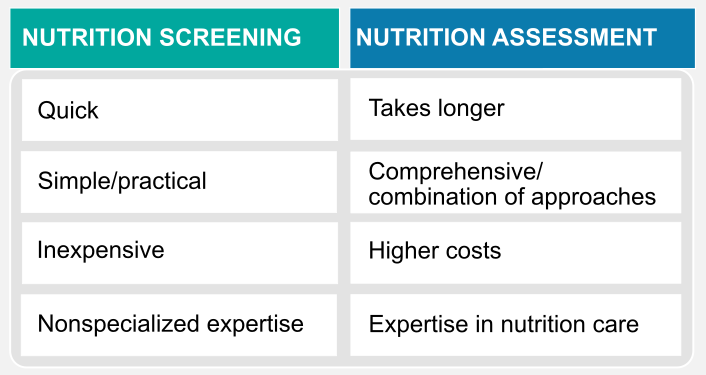 NUTRITION SCREENING
NUTRITION ASSESSMENT
Quick
Takes longer
Simple/practical
Comprehensive/
combination of approaches
Inexpensive
Higher costs
Nonspecialized expertise
Expertise in nutrition care